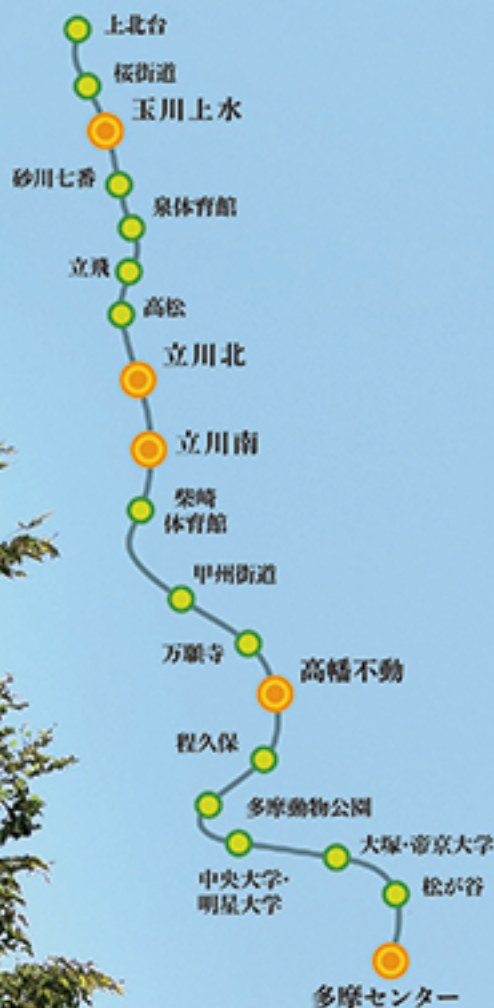 上北台
桜街道
玉川上水
砂川七番
泉体育館
立飛
高松
立川北
立川南
柴崎
体育館
甲州街道
万願寺
高幡不動
程久保
多摩動物公園
大塚・帝京大学
中央大学・
明星大学
松が谷
多摩センター